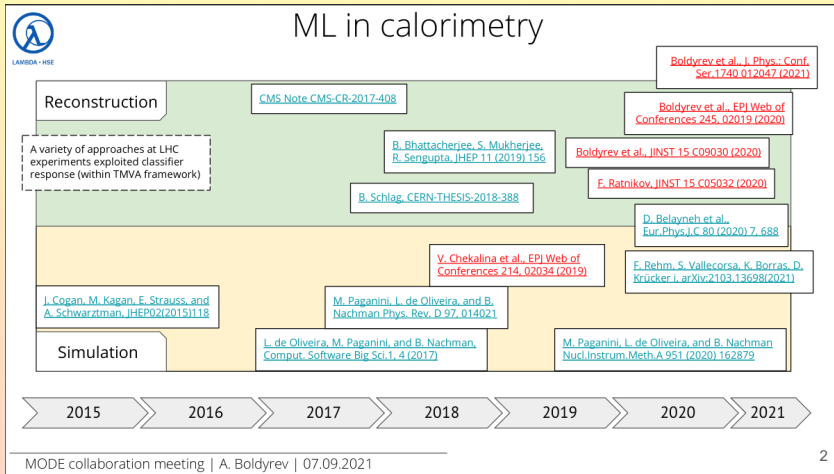 ML in calorimetry
LAMBDA • HSE
Reconstruction
A variety of approaches at LHC
experiments exploited classifier
response (within TMVA framework)
CMS Note CMS-CR-2017-408
Boldyrev et al., J. Phys.: Conf.
Ser.1740 012047 (2021)
Boldyrev et al., EPJ Web of
Conferences 245, 02019 (2020)
B. Bhattacherjee, S. Mukherjee,
R. Sengupta, JHEP 11 (2019) 156
Boldyrev et al., JINST 15 C09030 (2020)
F. Ratnikov, JINST 15 C05032 (2020)
B. Schlag, CERN-THESIS-2018-388
D. Belayneh et al.,
Eur.Phys.J.C 80 (2020) 7, 688
V. Chekalina et al., EPJ Web of
Conferences 214, 02034 (2019)
F. Rehm, S. Vallecorsa, K. Borras, D.
Krücker i, arXiv:2103.13698(2021)
J. Cogan, M. Kagan, E. Strauss, and
A. Schwarztman, JHEP02(2015)118
M. Paganini, L. de Oliveira, and B.
Nachman Phys. Rev. D 97, 014021
Simulation
L. de Oliveira, M. Paganini, and B. Nachman,
Comput. Software Big Sci.1, 4 (2017)
M. Paganini, L. de Oliveira, and B. Nachman
Nucl.Instrum.Meth.A 951 (2020) 162879
2015
2016
2017
2018
2019
2020
2021
MODE collaboration meeting | A. Boldyrev | 07.09.2021
2